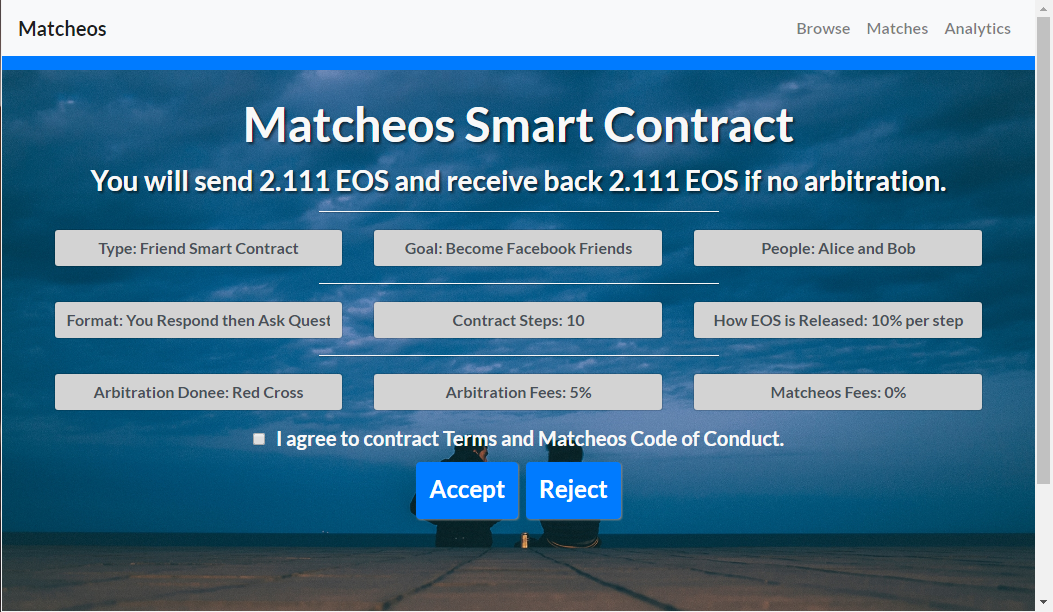 Matcheos
Browse Matches Analytics
Matcheos Smart Contract
You will send 2.111 EOS and receive back 2.111 EOS if no arbitration.
Type: Friend Smart Contract
Goal: Become Facebook Friends
People: Alice and Bob
Format: You Respond then Ask Quest
Contract Steps: 10
How EOS is Released: 10% per step
Arbitration Donee: Red Cross
Arbitration Fees: 5%
Matcheos Fees: 0%
I agree to contract Terms and Matcheos Code of Conduct.
Accept Reject